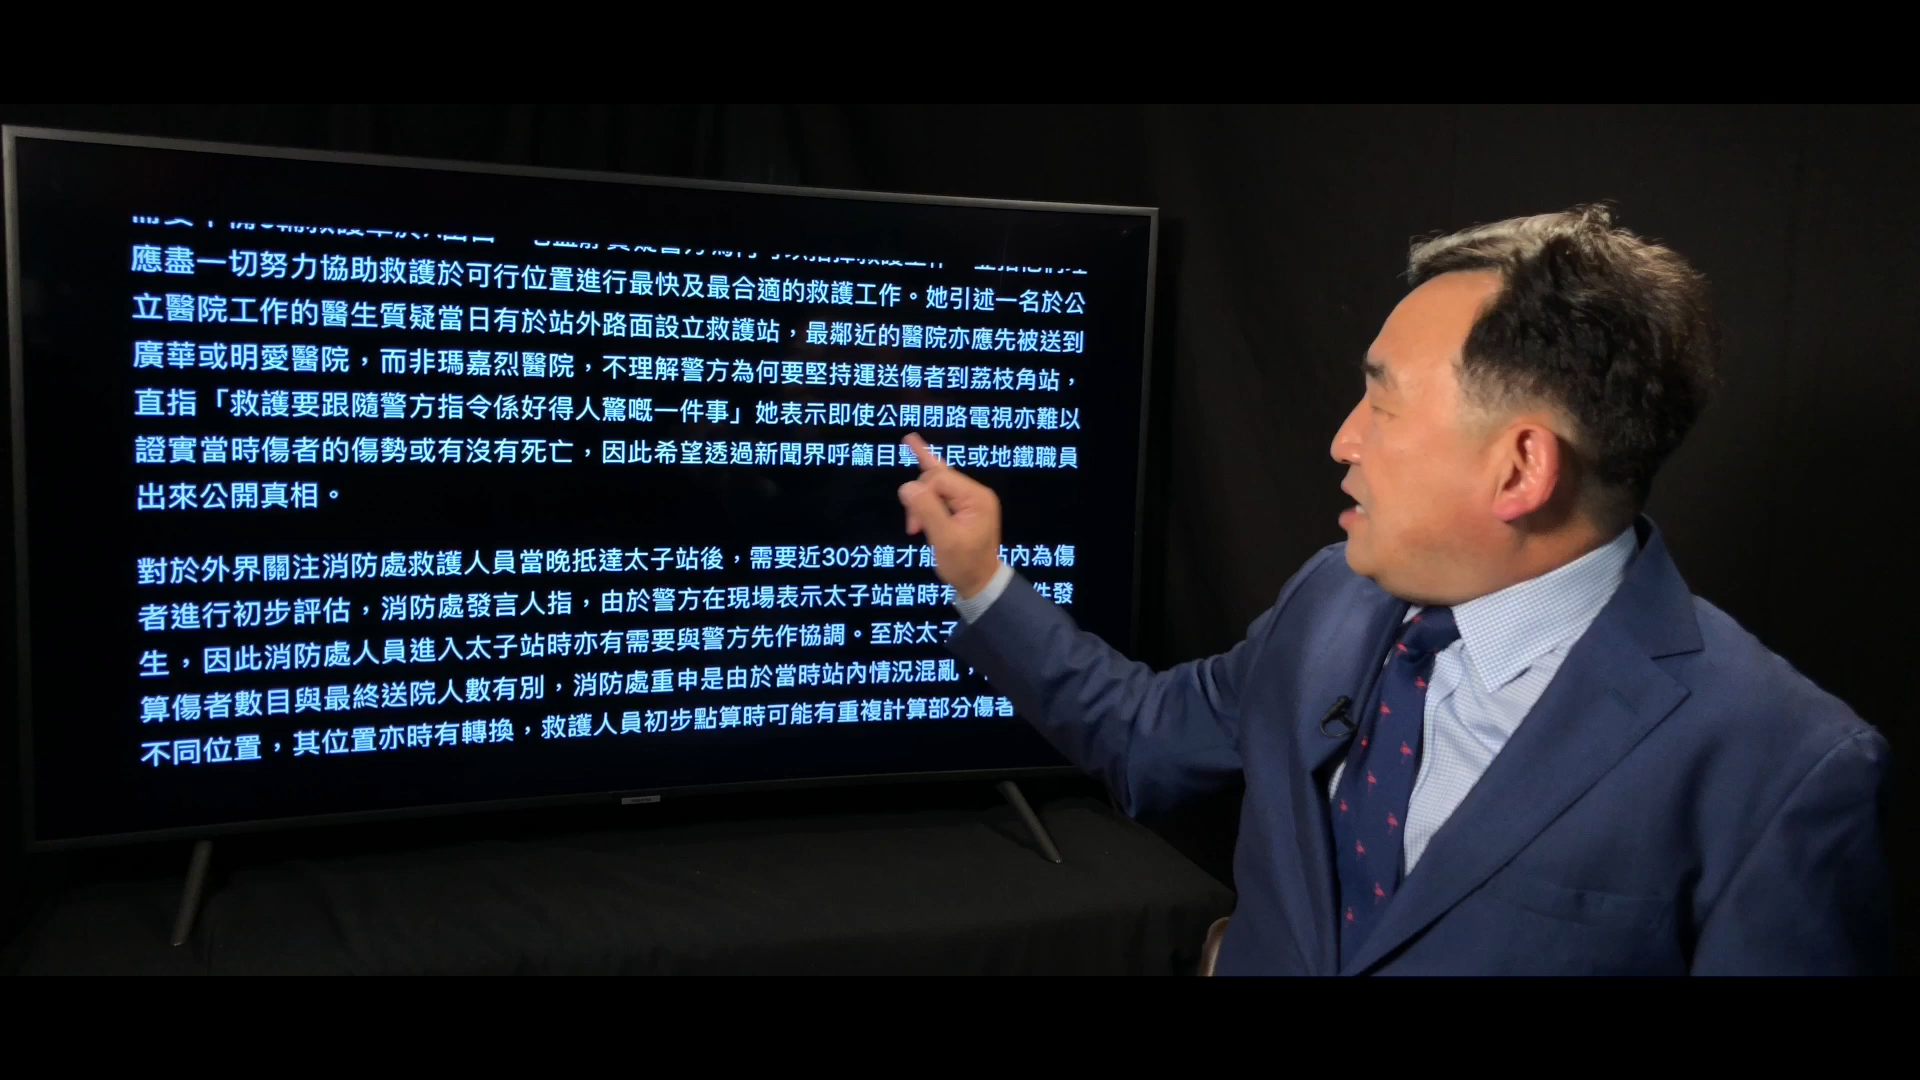 應盡一切努力協助救護於可行位置進行最快及最合適的救護工作。她引述一名於公
立醫院工作的醫生質疑當日有於站外路面設立救護站，最鄰近的醫院亦應先被送到
廣華或明愛醫院，而非瑪嘉烈醫院，不理解警方為何要堅持運送傷者到荔枝角站，
直指「救護要跟隨警方指令係好得人驚嘅一件事」她表示即使公開閉路電視亦難以
證實當時傷者的傷勢或有沒有死亡，因此希望透過新聞界呼籲目擊市民或地鐵職員
出來公開真相。
對於外界關注消防處救護人員當晚抵達太子站後，需要近30分鐘才能 站內為傷
者進行初步評估，消防處發言人指，由於警方在現場表示太子站當時有 件發
生，因此消防處人員進入太子站時亦有需要與警方先作協調。至於太子
算傷者數目與最終送院人數有別，消防處重申是由於當時站內情況混亂，
不同位置，其位置亦時有轉換，救護人員初步點算時可能有重複計算部分傷者